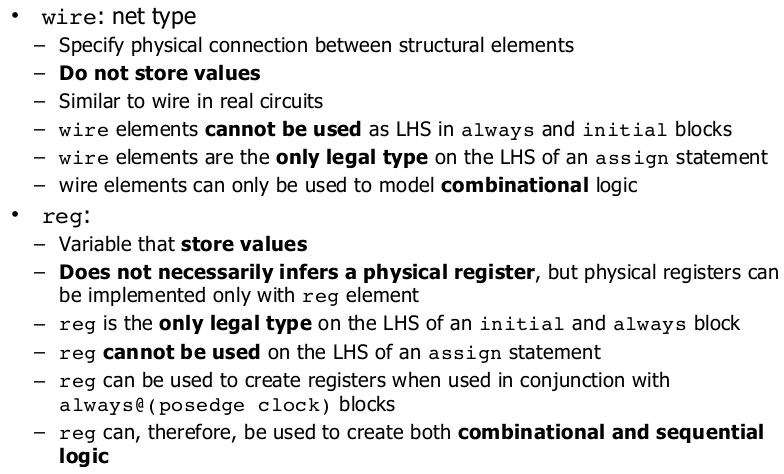 • wire: net type
– Specify physical connection between structural elements
– Do not store values
– Similar to wire in real circuits
– wire elements cannot be used as LHS in always and initial blocks
– wire elements are the only legal type on the LHS of an assign statement
– wire elements can only be used to model combinational logic
• reg:
– Variable that store values
– Does not necessarily infers a physical register, but physical registers can
be implemented only with reg element
– reg is the only legal type on the LHS of an initial and always block
– reg cannot be used on the LHS of an assign statement
– reg can be used to create registers when used in conjunction with
always@(posedge clock) blocks
– reg can, therefore, be used to create both combinational and sequential
logic